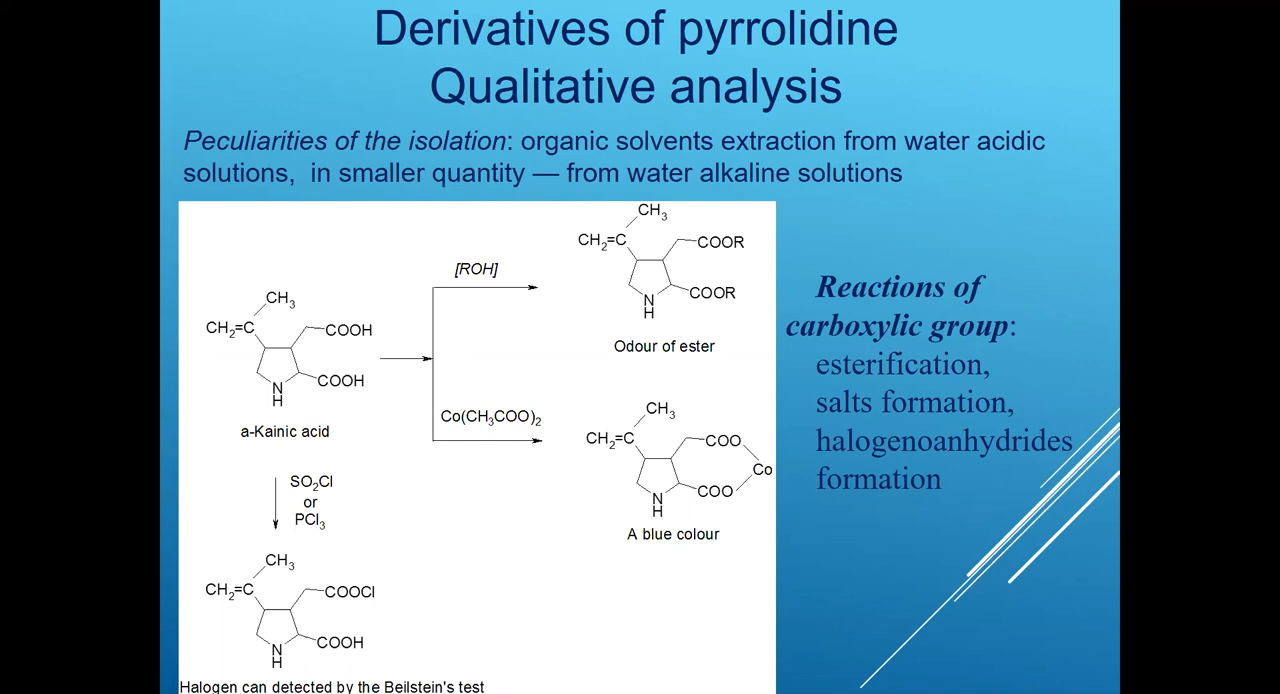 Derivatives of pyrrolidine
Qualitative analysis
Peculiarities of the isolation: organic solvents extraction from water acidic
solutions, in smaller quantity — from water alkaline solutions
CH3
CH2=C
COOH
COOH
N
H
a-Kainic acid
[ROH]
CH3
CH2=C
COOR
COOR
N
H
Odour of ester
Co(CH3COO)2
CH3
CH2=C
COO
Co
COO
N
H
A blue colour
SO2Cl
or
PCl3
CH3
CH2=C
COOCl
COOH
N
H
Halogen can detected by the Beilstein's test
Reactions of
carboxylic group:
esterification,
salts formation,
halogenoanhydrides
formation